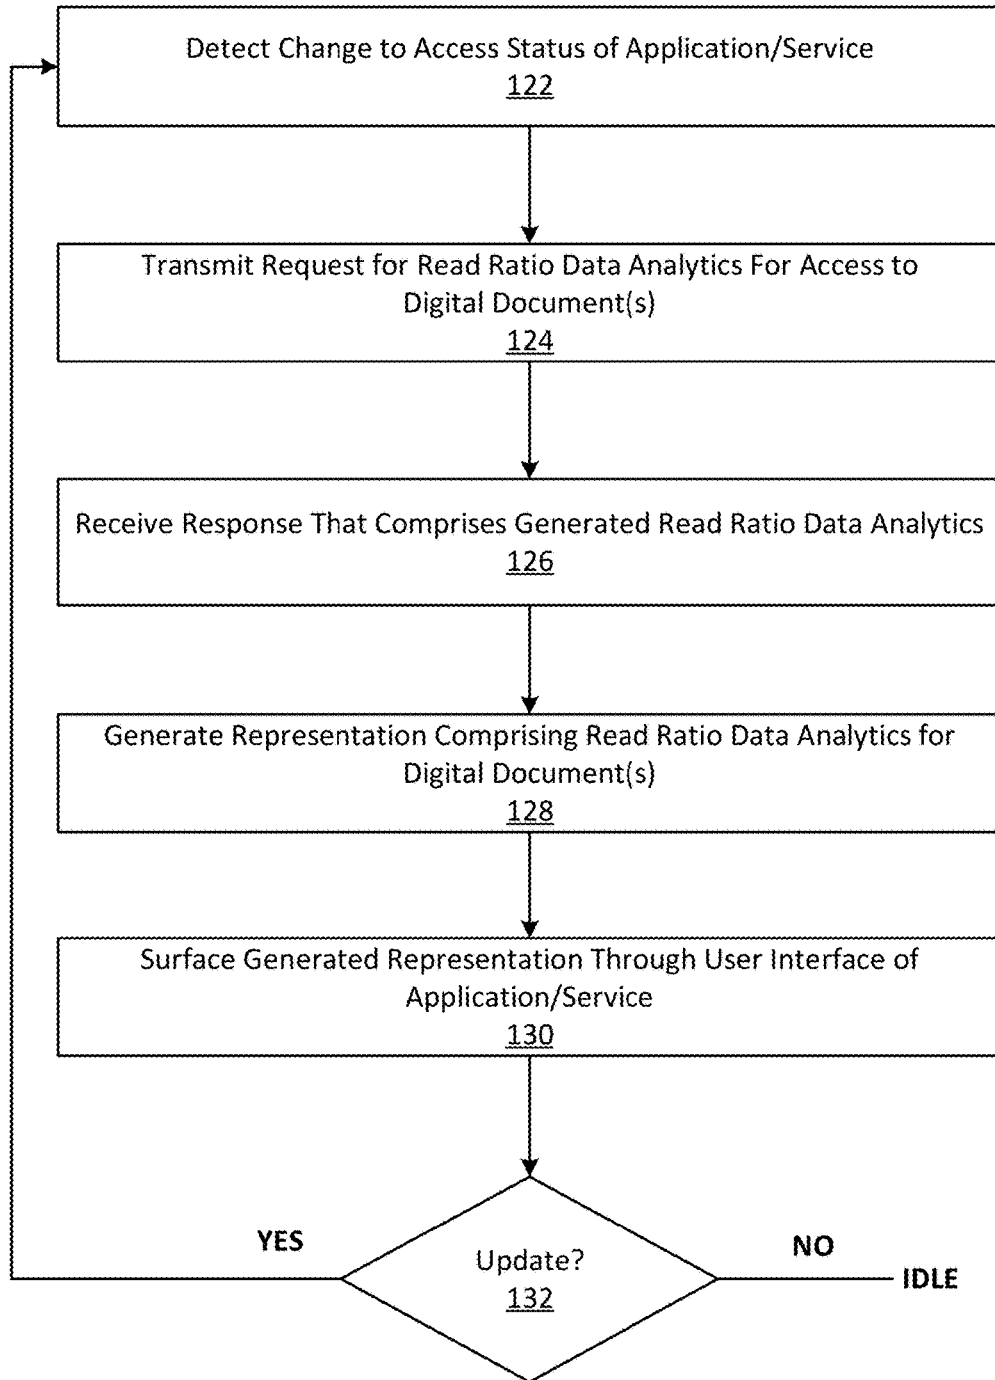 Detect Change to Access Status of Application/Service
122
Transmit Request for Read Ratio Data Analytics For Access to
Digital Document(s)
124
Receive Response That Comprises Generated Read Ratio Data Analytics
126
Generate Representation Comprising Read Ratio Data Analytics for
Digital Document(s)
128
Surface Generated Representation Through User Interface of
Application/Service
130
YES
Update?
132
NO
IDLE